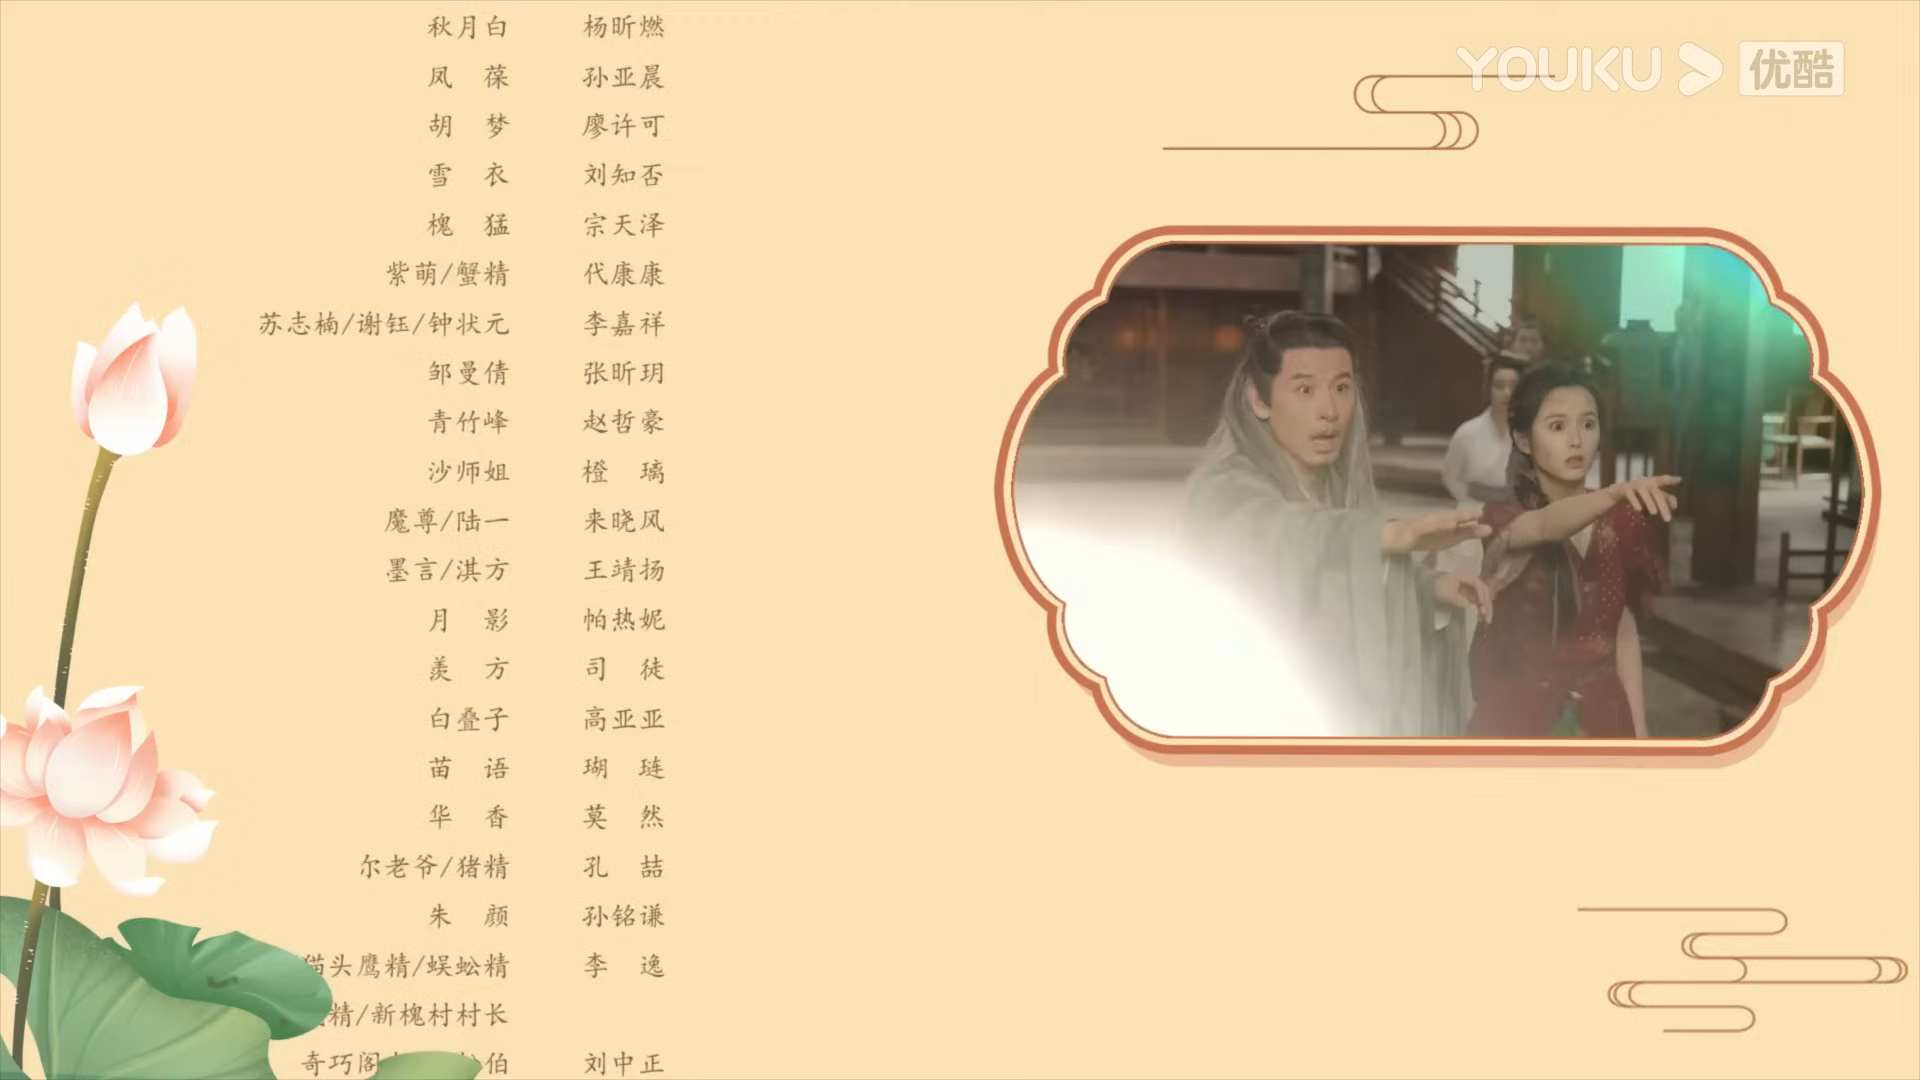 YOUKU 优酷
秋月白 杨昕燃
凤葆 孙亚晨
胡梦 廖许可
雪衣 刘知否
槐猛 宗天泽
紫萌/蟹精 代康康
苏志楠/谢钰/钟状元 李嘉祥
邹曼倩 张昕玥
青竹峰 赵哲豪
沙师姐 橙璃
魔尊/陆一 来晓风
墨言/淇方 王靖扬
月影 帕热妮
羡方 司徒
白叠子 高亚亚
苗语 瑚琏
华香 莫然
尔老爷/猪精 孔喆
朱颜 孙铭谦
猫头鹰精/蜈蚣精 李逸
精/新槐村村长
奇巧阁 伯 刘中正